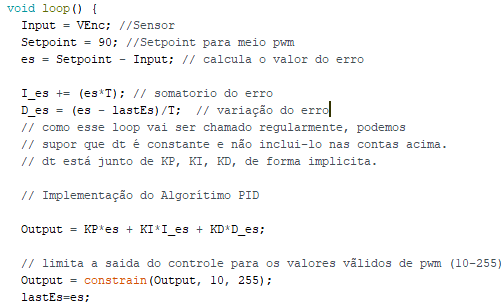 void loop() {
Input = VEnc; //Sensor
Setpoint = 90; //Setpoint para meio pwm
es = Setpoint - Input; // calcula o valor do erro
I_es += (es*T); // somatorio do erro
D_es = (es - lastEs)/T; // variação do erro
// como esse loop vai ser chamado regularmente, podemos
// supor que dt é constante e não inclui-lo nas contas acima.
// dt está junto de KP, KI, KD, de forma implicita.
// Implementação do Algorítimo PID
Output = KP*es + KI*I_es + KD*D_es;
// limita a saida do controle para os valores válidos de pwm (10-255)
Output = constrain(Output, 10, 255);
lastEs=es;